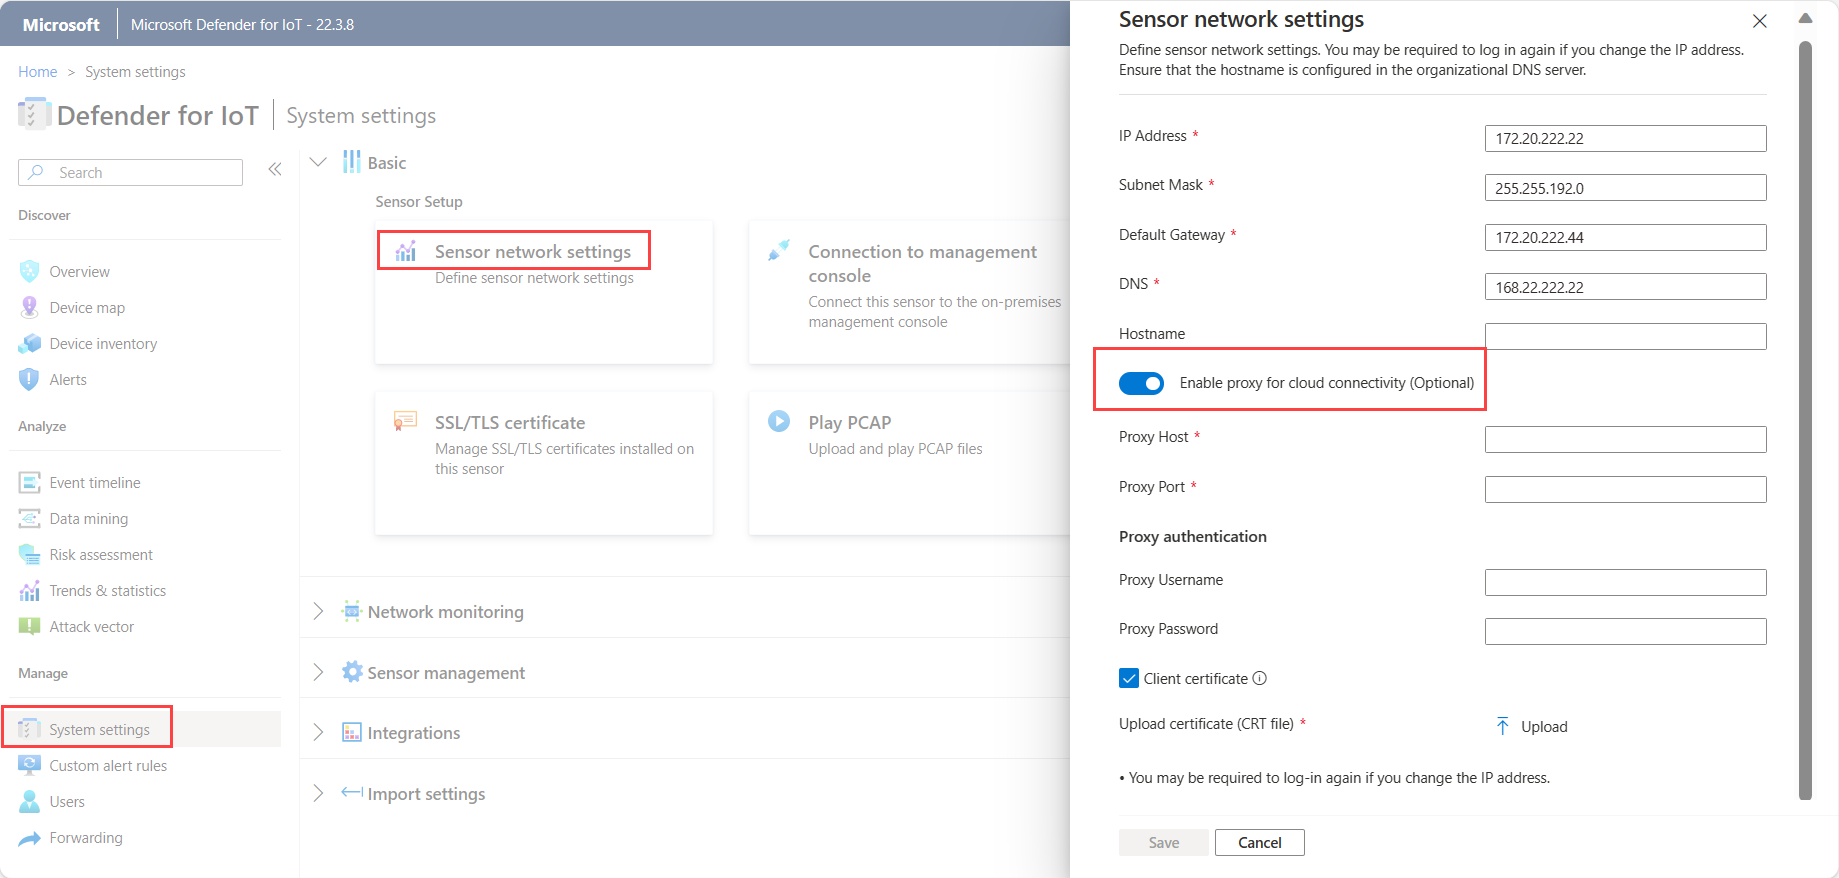 Microsoft
Microsoft Defender for IoT - 22.3.8
Home > System settings
Defender for IoT
System settings
Search
Discover
Overview
Device map
Device inventory
Alerts
Analyze
Event timeline
Data mining
Risk assessment
Trends & statistics
Attack vector
Manage
System settings
Custom alert rules
Users
Forwarding
Basic
Sensor Setup
Sensor network settings
Define sensor network settings
Connection to management
console
Connect this sensor to the on-premises
management console
SSL/TLS certificate
Manage SSL/TLS certificates installed on
this sensor
Play PCAP
Upload and play PCAP files
Network monitoring
Sensor management
Integrations
Import settings
Sensor network settings
Define sensor network settings. You may be required to log in again if you change the IP address.
Ensure that the hostname is configured in the organizational DNS server.
IP Address *
172.20.222.22
Subnet Mask *
255.255.192.0
Default Gateway *
172.20.222.44
DNS *
168.22.222.22
Hostname
Enable proxy for cloud connectivity (Optional)
Proxy Host *
Proxy Port *
Proxy authentication
Proxy Username
Proxy Password
Client certificate
Upload certificate (CRT file) *
Upload
• You may be required to log-in again if you change the IP address.
Save
Cancel